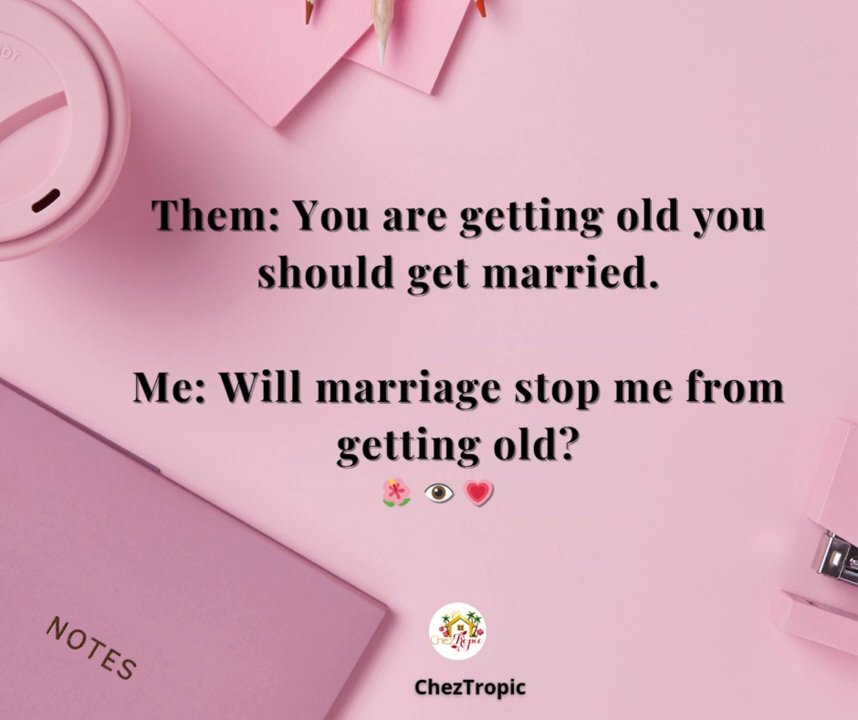 Them: You are getting old you
should get married.
Me: Will marriage stop me from
getting old?
🌺 👁️ 💗
NOTES
ChezTropic
ChezTropic